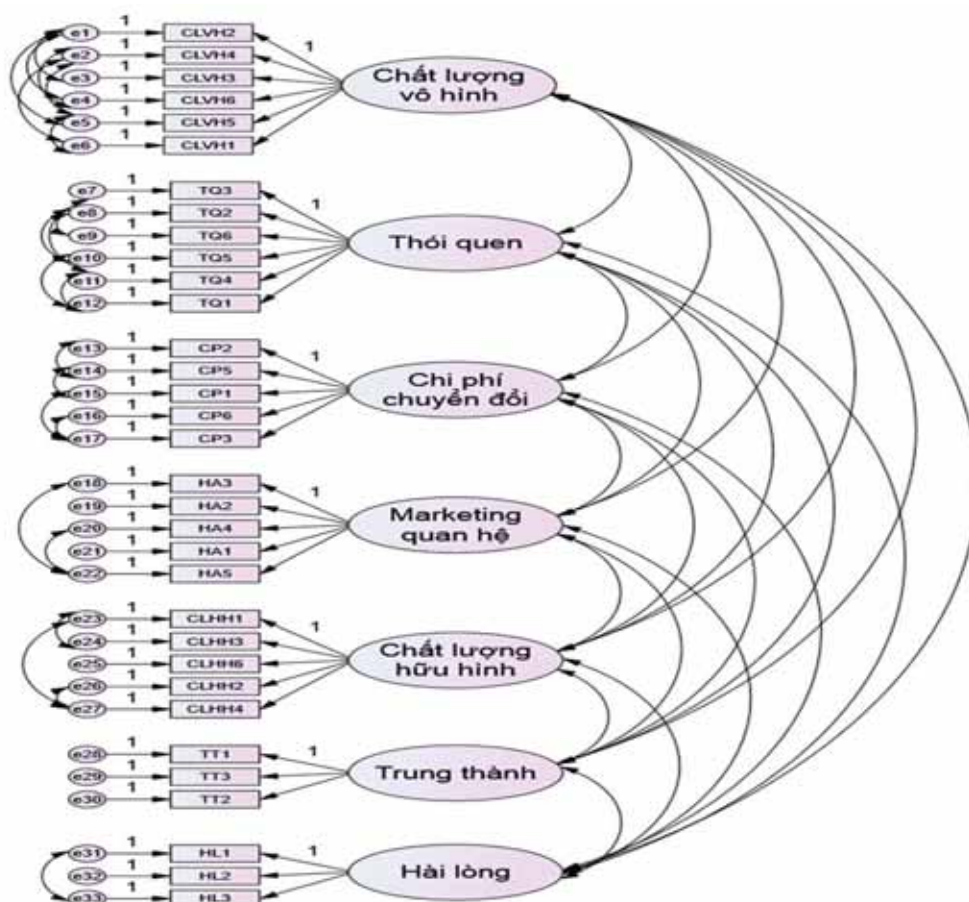 e1 1 CLVH2 1
e2 1 CLVH4
e3 1 CLVH3
e4 1 CLVH6
e5 1 CLVH5
e6 1 CLVH1
Chất lượng
vô hình
e7 1 TQ3 1
e8 1 TQ2
e9 1 TQ6
e10 1 TQ5
e11 1 TQ4
e12 1 TQ1
Thói quen
e13 1 CP2 1
e14 1 CP5
e15 1 CP1
e16 1 CP6
e17 1 CP3
Chi phí
chuyển đổi
e18 1 HA3 1
e19 1 HA2
e20 1 HA4
e21 1 HA1
e22 1 HA5
Marketing
quan hệ
e23 1 CLHH1 1
e24 1 CLHH3
e25 1 CLHH6
e26 1 CLHH2
e27 1 CLHH4
Chất lượng
hữu hình
e28 1 TT1 1
e29 1 TT3
e30 1 TT2
Trung thành
e31 1 HL1 1
e32 1 HL2
e33 1 HL3
Hài lòng